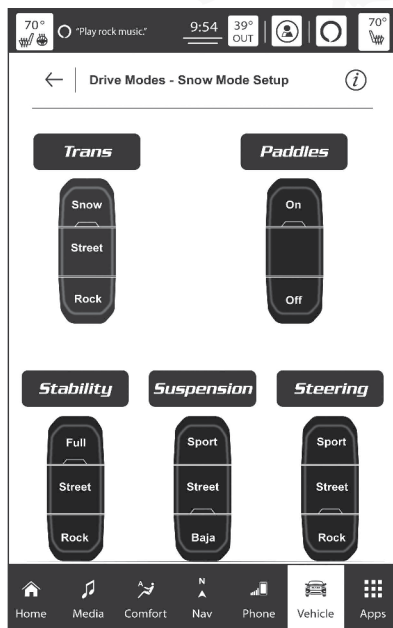 70° "Play rock music." 9:54 39° OUT 70°
Drive Modes - Snow Mode Setup i
Trans Paddles
Snow On
Street
Rock Off
Stability Suspension Steering
Full Sport Sport
Street Street Street
Rock Baja Rock
A N
Home Media Comfort Nav Phone Vehicle Apps